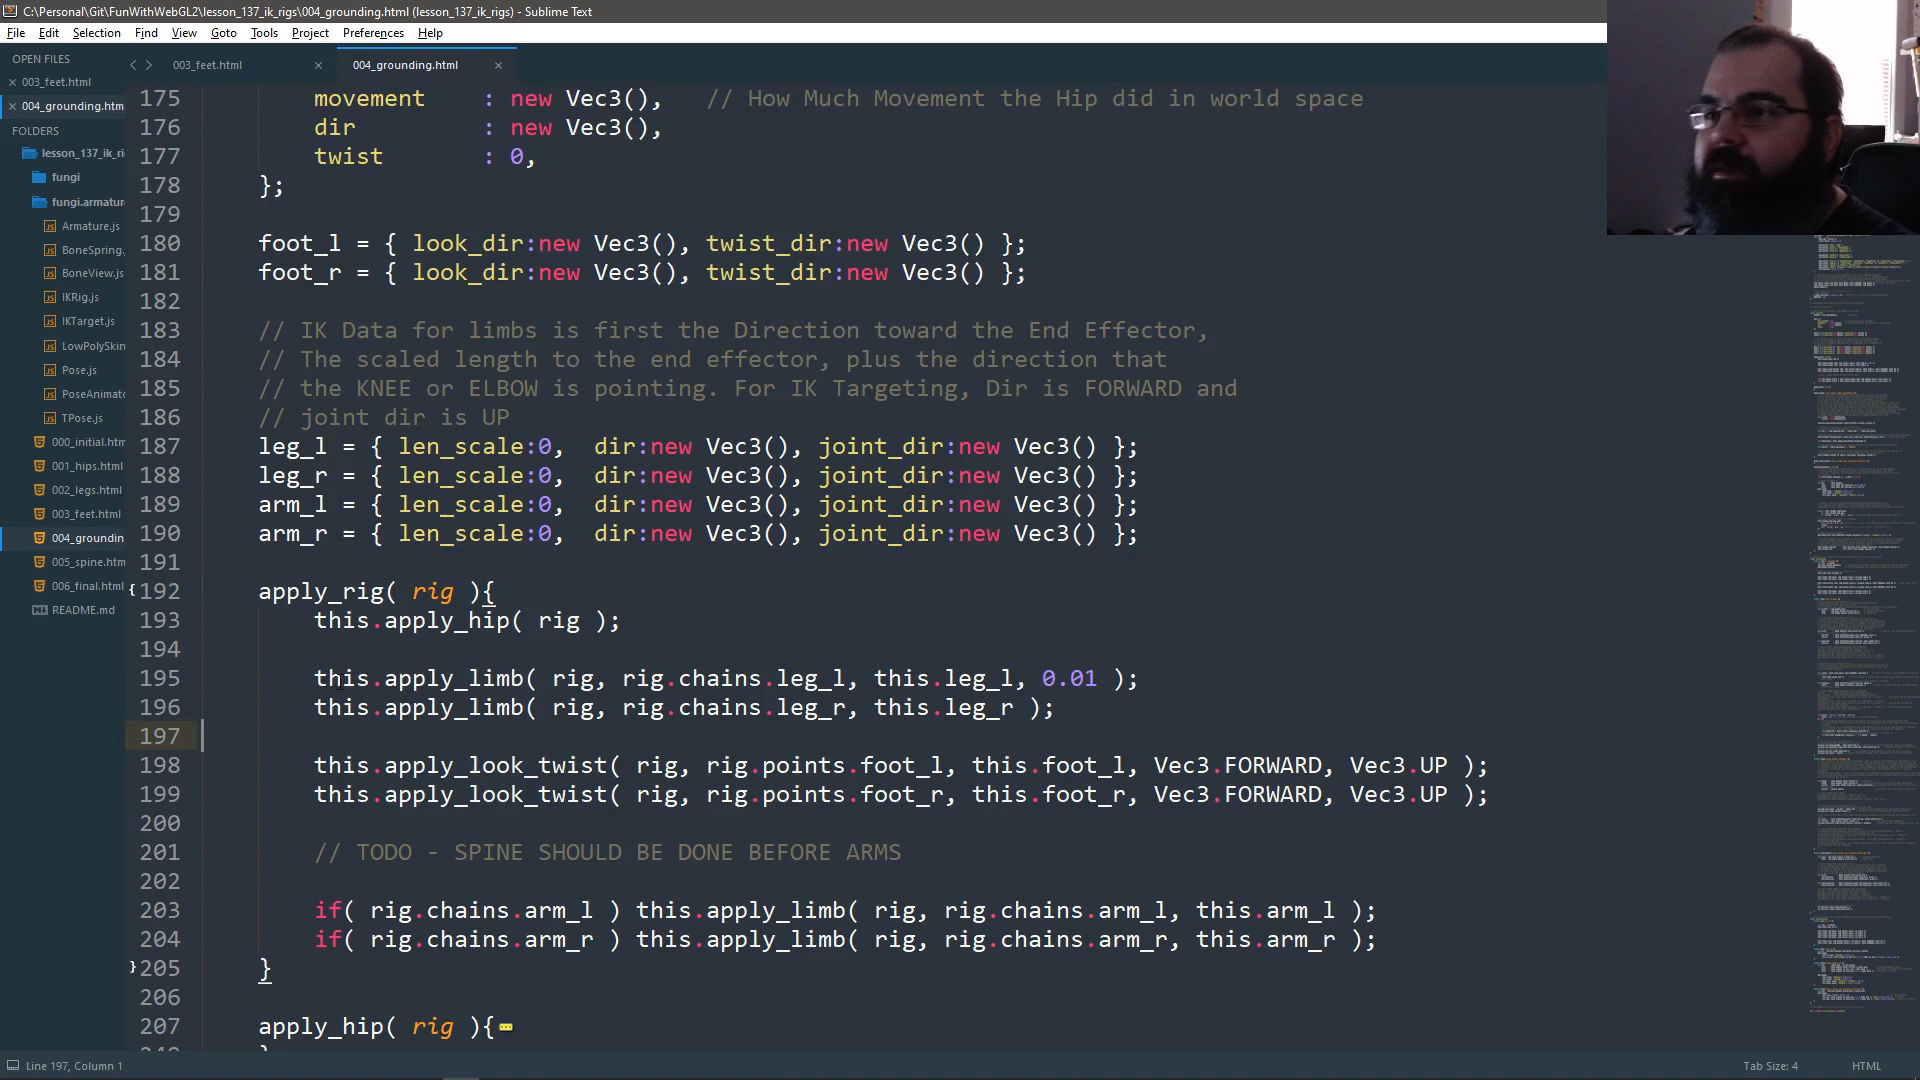 C:\Personal\Git\FunWithWebGL2\lesson_137_ik_rigs\004_grounding.html (lesson_137_ik_rigs) - Sublime Text
File Edit Selection Find View Goto Tools Project Preferences Help
OPEN FILES
003_feet.html
004_grounding.htm
FOLDERS
lesson_137_ik_ri
fungi
fungi.armatur
Armature.js
BoneSpring.
BoneView.js
IKRig.js
IKTarget.js
LowPolySkin
Pose.js
PoseAnimato
TPose.js
000_initial.htm
001_hips.html
002_legs.html
003_feet.html
004_groundin
005_spine.htm
006_final.html
README.md
003_feet.html
004_grounding.html
175 movement : new Vec3(), // How Much Movement the Hip did in world space
176 dir : new Vec3(),
177 twist : 0,
178 };
179
180 foot_l = { look_dir:new Vec3(), twist_dir:new Vec3() };
181 foot_r = { look_dir:new Vec3(), twist_dir:new Vec3() };
182
183 // IK Data for limbs is first the Direction toward the End Effector,
184 // The scaled length to the end effector, plus the direction that
185 // the KNEE or ELBOW is pointing. For IK Targeting, Dir is FORWARD and
186 // joint dir is UP
187 leg_l = { len_scale:0, dir:new Vec3(), joint_dir:new Vec3() };
188 leg_r = { len_scale:0, dir:new Vec3(), joint_dir:new Vec3() };
189 arm_l = { len_scale:0, dir:new Vec3(), joint_dir:new Vec3() };
190 arm_r = { len_scale:0, dir:new Vec3(), joint_dir:new Vec3() };
191
192 apply_rig( rig ){
193 this.apply_hip( rig );
194
195 this.apply_limb( rig, rig.chains.leg_l, this.leg_l, 0.01 );
196 this.apply_limb( rig, rig.chains.leg_r, this.leg_r );
197
198 this.apply_look_twist( rig, rig.points.foot_l, this.foot_l, Vec3.FORWARD, Vec3.UP );
199 this.apply_look_twist( rig, rig.points.foot_r, this.foot_r, Vec3.FORWARD, Vec3.UP );
200
201 // TODO - SPINE SHOULD BE DONE BEFORE ARMS
202
203 if( rig.chains.arm_l ) this.apply_limb( rig, rig.chains.arm_l, this.arm_l );
204 if( rig.chains.arm_r ) this.apply_limb( rig, rig.chains.arm_r, this.arm_r );
205 }
206
207 apply_hip( rig ){
Line 197, Column 1
Tab Size: 4
HTML